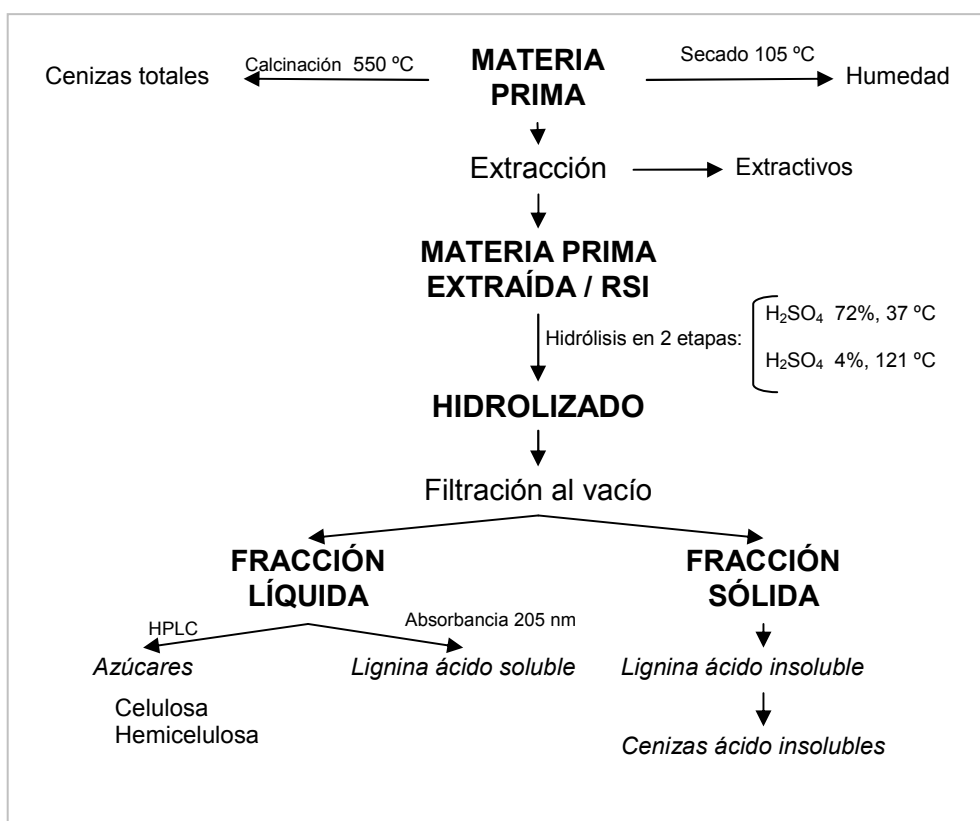 Cenizas totales
Calcinación 550 ºC
MATERIA
PRIMA
Secado 105 ºC
Humedad
Extracción
Extractivos
MATERIA PRIMA
EXTRAÍDA / RSI
Hidrólisis en 2 etapas:
H₂SO₄ 72%, 37 ºC
H₂SO₄ 4%, 121 ºC
HIDROLIZADO
Filtración al vacío
FRACCIÓN
LÍQUIDA
FRACCIÓN
SÓLIDA
HPLC
Absorbancia 205 nm
Azúcares
Lignina ácido soluble
Lignina ácido insoluble
Celulosa
Hemicelulosa
Cenizas ácido insolubles